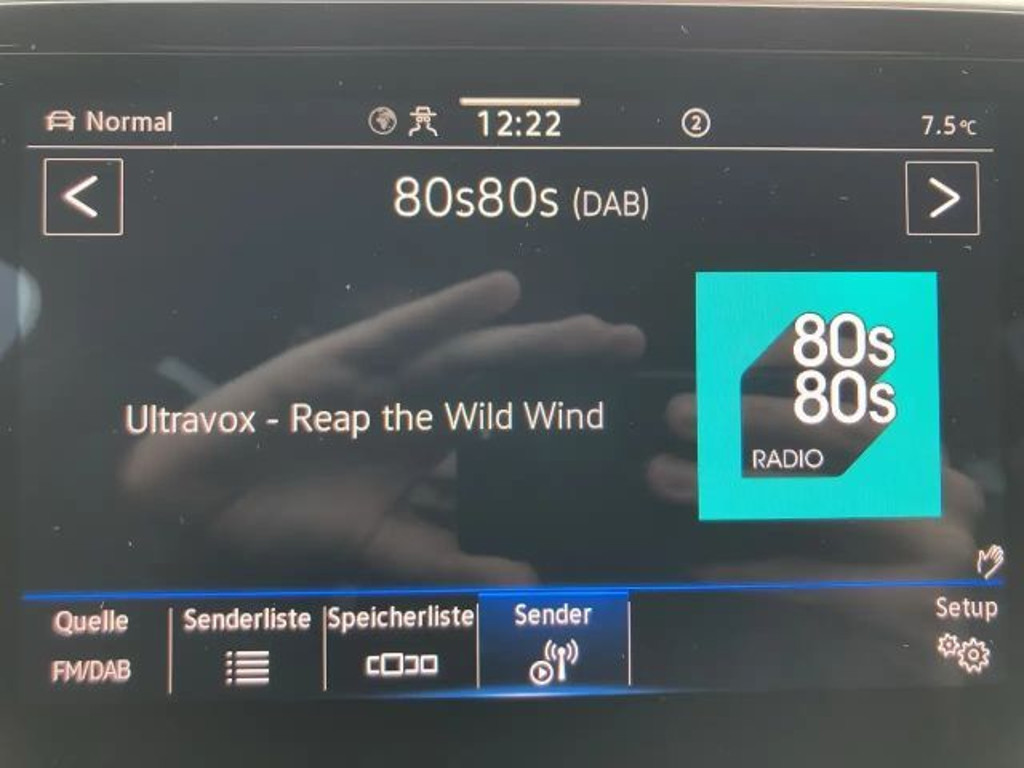 Normal 12:22 2 7.5°C
< 80s80s (DAB) >
80s
80s
Ultravox - Reap the Wild Wind
RADIO
Quelle Senderliste Speicherliste Sender Setup
FM/DAB